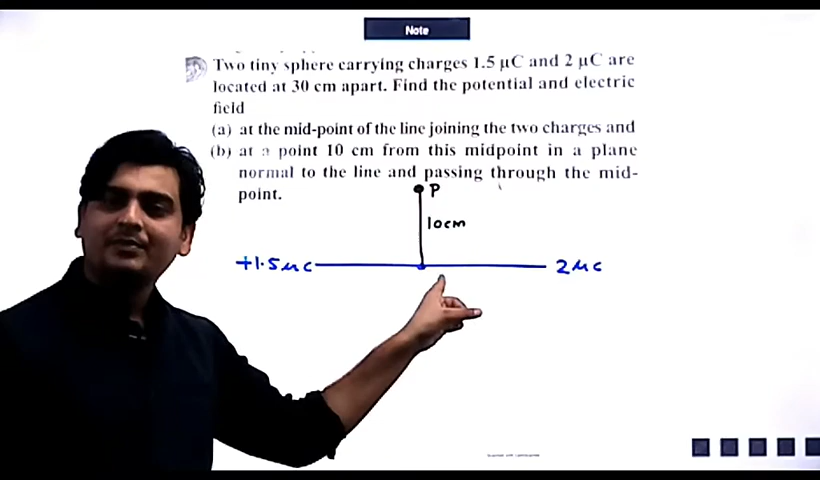 Note
Two tiny sphere carrying charges 1.5 μC and 2 μC are
located at 30 cm apart. Find the potential and electric
field
(a) at the mid-point of the line joining the two charges and
(b) at a point 10 cm from this midpoint in a plane
normal to the line and passing through the mid-
point.
P
10cm
+1.5μc
2μc